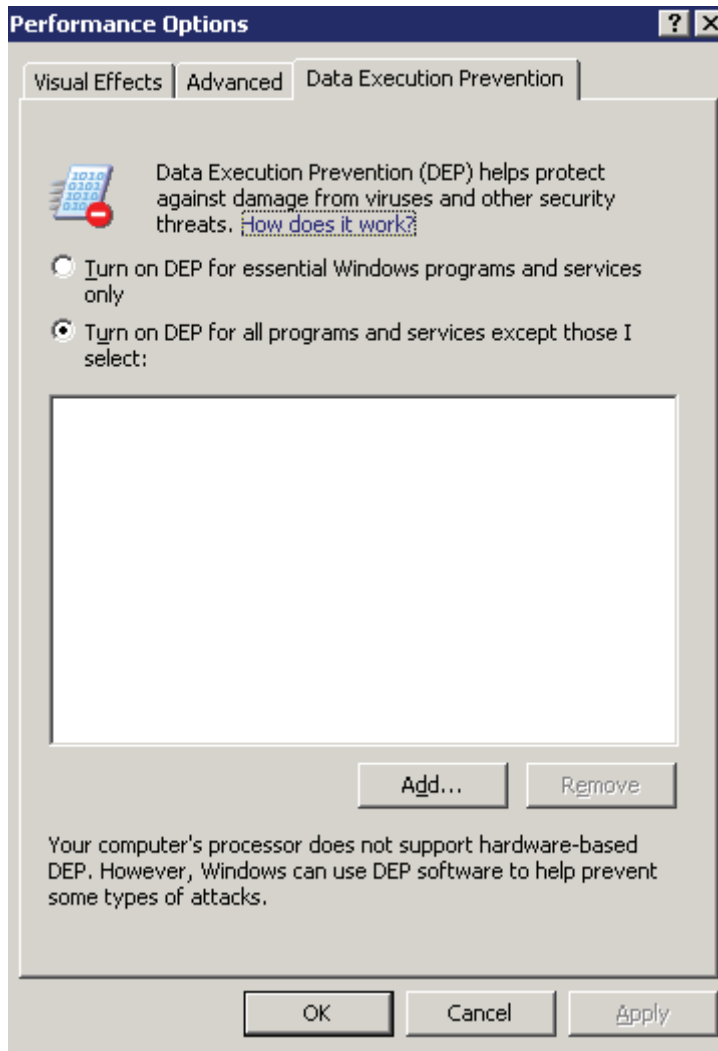 Performance Options
Visual Effects
Advanced
Data Execution Prevention
Data Execution Prevention (DEP) helps protect
against damage from viruses and other security
threats. How does it work?
Turn on DEP for essential Windows programs and services
only
Turn on DEP for all programs and services except those I
select:
Add...
Remove
Your computer's processor does not support hardware-based
DEP. However, Windows can use DEP software to help prevent
some types of attacks.
OK
Cancel
Apply